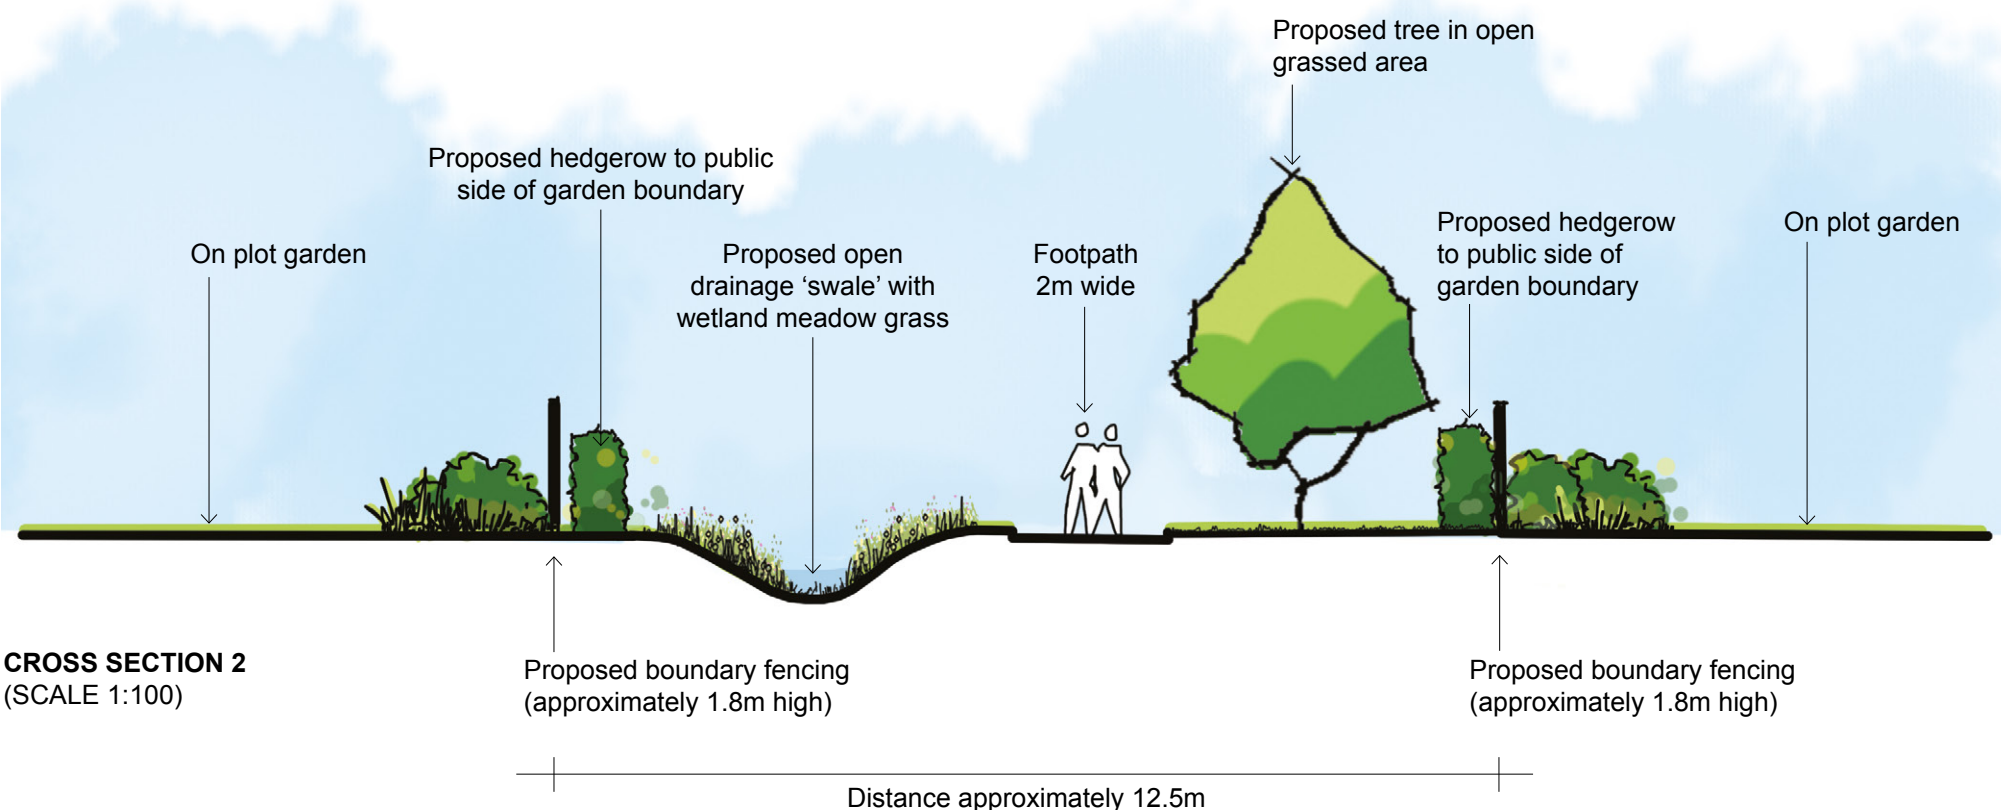 Proposed tree in open
grassed area
Proposed hedgerow to public
side of garden boundary
On plot garden
Proposed open
drainage ‘swale’ with
wetland meadow grass
Footpath
2m wide
Proposed hedgerow
to public side of
garden boundary
On plot garden
CROSS SECTION 2
(SCALE 1:100)
Proposed boundary fencing
(approximately 1.8m high)
Proposed boundary fencing
(approximately 1.8m high)
Distance approximately 12.5m